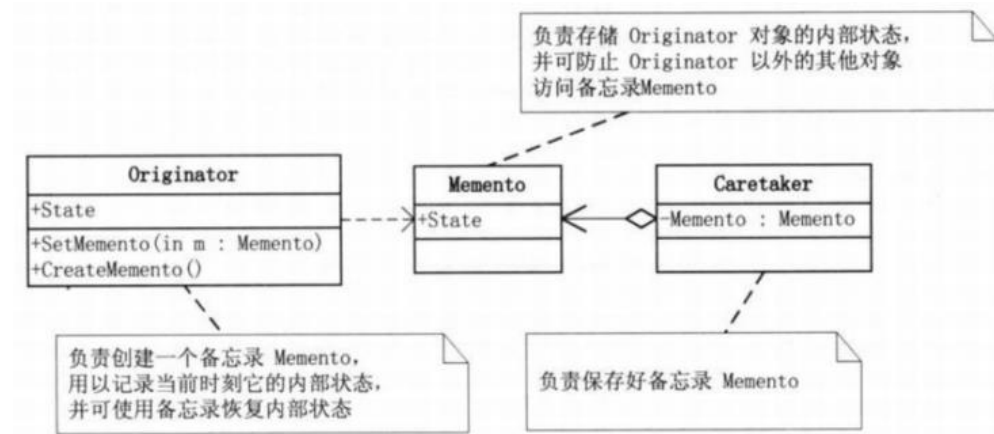 负责存储 Originator 对象的内部状态，
并可防止 Originator 以外的其他对象
访问备忘录Memento
Originator
+State
+SetMemento(in m : Memento)
+CreateMemento()
Memento
+State
Caretaker
-Memento : Memento
负责创建一个备忘录 Memento，
用以记录当前时刻它的内部状态，
并可使用备忘录恢复内部状态
负责保存好备忘录 Memento